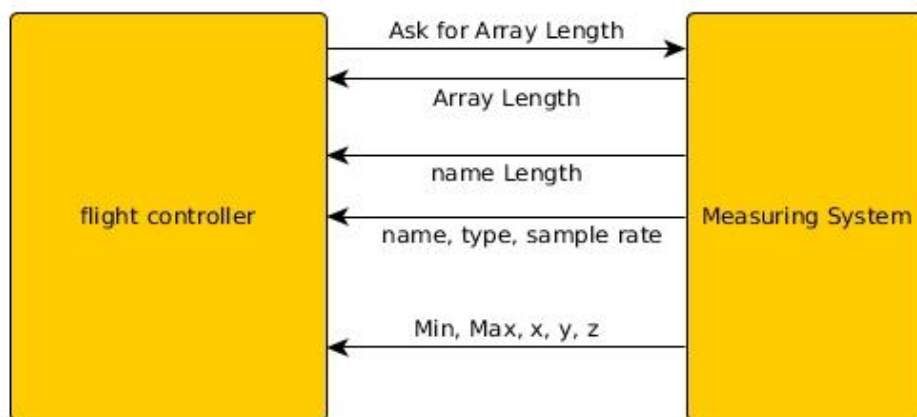 Ask for Array Length
Array Length
name Length
flight controller
Measuring System
name, type, sample rate
Min, Max, x, y, z